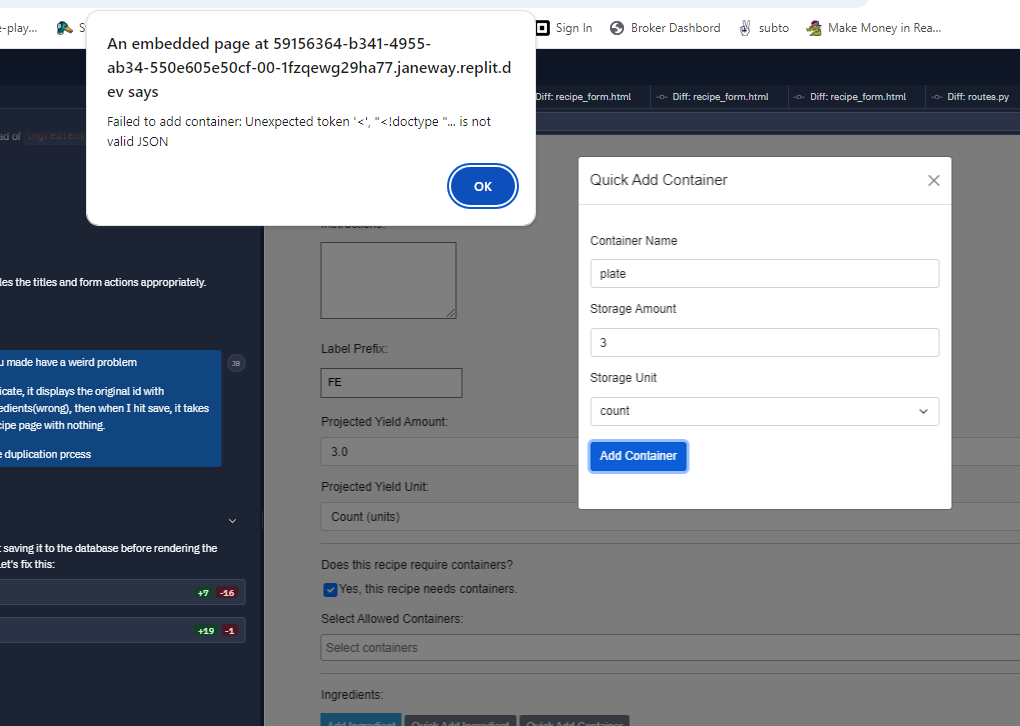 -play...
Sign In
Broker Dashboard
subto
Make Money in Rea...
An embedded page at 59156364-b341-4955-
ab34-550e605e50cf-00-1fzqewg29ha77.janeway.replit.d
ev says
Failed to add container: Unexpected token '<', "<!doctype "... is not
valid JSON
OK
Diff: recipe_form.html
Diff: recipe_form.html
Diff: recipe_form.html
Diff: routes.py
ad of ingredient
les the titles and form actions appropriately.
u made have a weird problem
JB
icate, it displays the original id with
edients(wrong), then when I hit save, it takes
cipe page with nothing.
e duplication prcess
t saving it to the database before rendering the
et's fix this:
+7 -16
+19 -1
Quick Add Container
Container Name
plate
Storage Amount
3
Storage Unit
count
Add Container
Instructions:
Label Prefix:
FE
Projected Yield Amount:
3.0
Projected Yield Unit:
Count (units)
Does this recipe require containers?
Yes, this recipe needs containers.
Select Allowed Containers:
Select containers
Ingredients:
Add Ingredient
Quick Add Ingredient
Quick Add Container